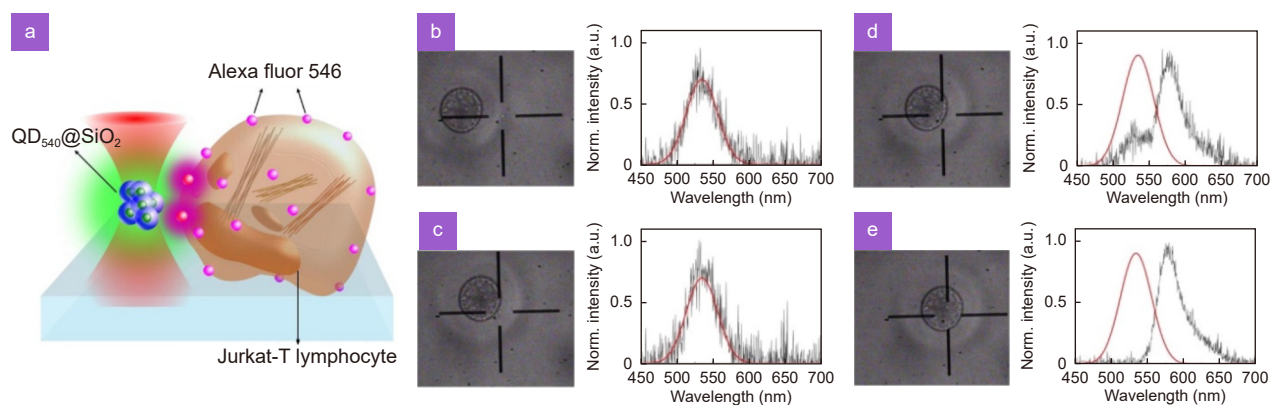 a
Alexa fluor 546
QD540@SiO2
Jurkat-T lymphocyte
b
Norm. intensity (a.u.)
1.0
0.5
0
450 500 550 600 650 700
Wavelength (nm)
c
Norm. intensity (a.u.)
1.0
0.5
0
450 500 550 600 650 700
Wavelength (nm)
d
Norm. intensity (a.u.)
1.0
0.5
0
450 500 550 600 650 700
Wavelength (nm)
e
Norm. intensity (a.u.)
1.0
0.5
0
450 500 550 600 650 700
Wavelength (nm)